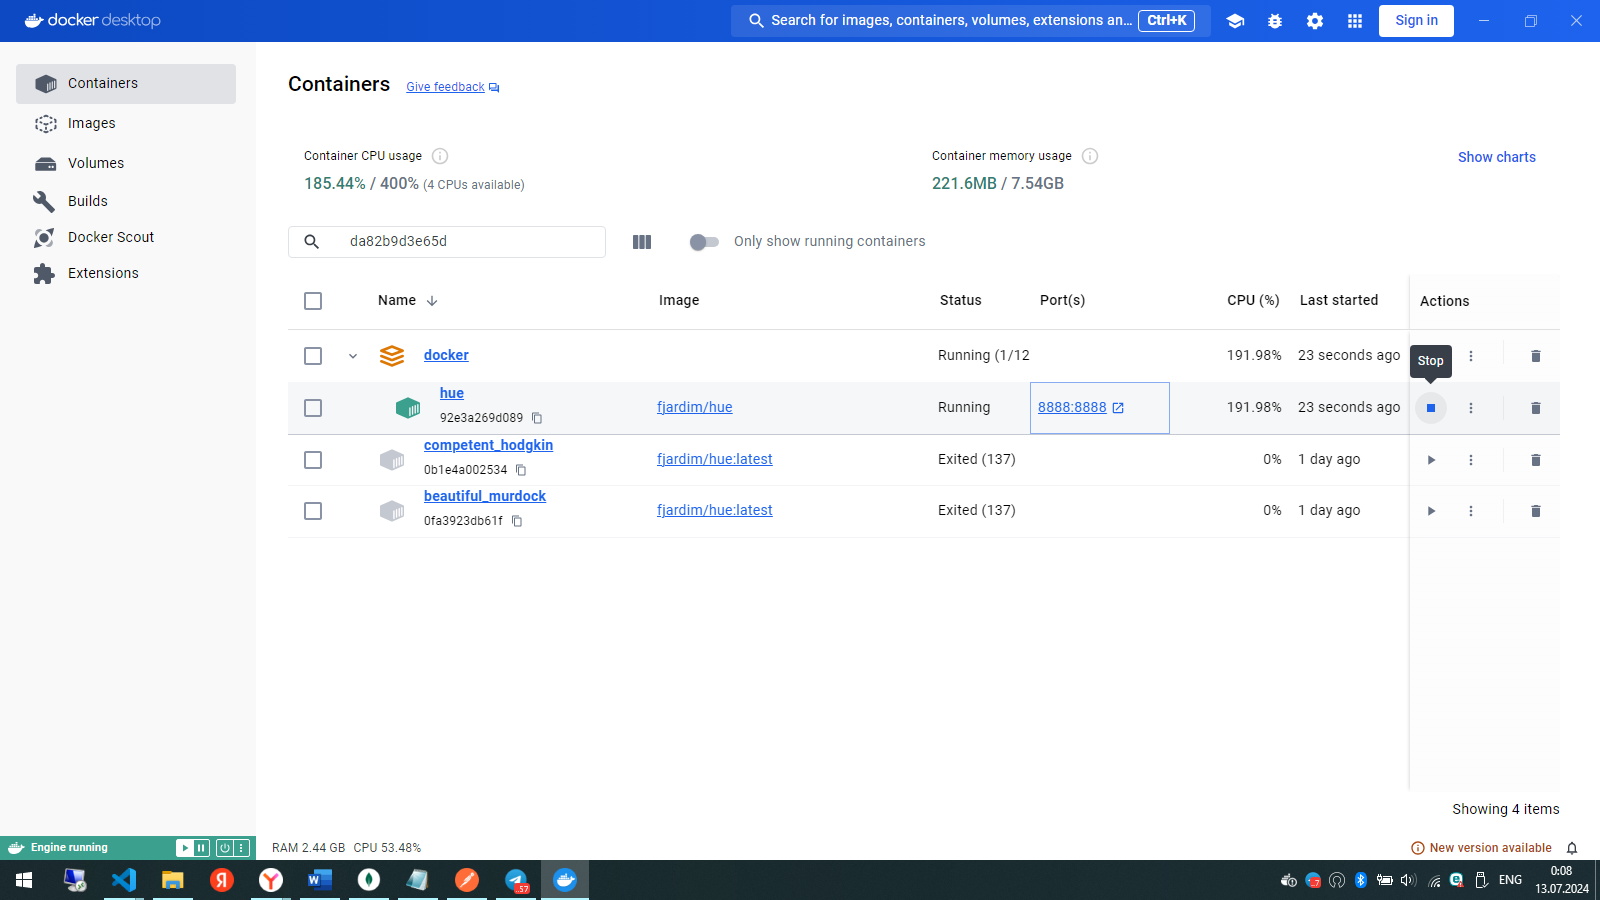 docker desktop
Search for images, containers, volumes, extensions an... Ctrl+K
Sign in
Containers
Images
Volumes
Builds
Docker Scout
Extensions
Containers Give feedback
Container CPU usage
185.44% / 400% (4 CPUs available)
Container memory usage
221.6MB / 7.54GB
Show charts
da82b9d3e65d
Only show running containers
Name Image Status Port(s) CPU (%) Last started Actions
docker Running (1/12 191.98% 23 seconds ago
Stop
hue
92e3a269d089
fjardim/hue Running 8888:8888 191.98% 23 seconds ago
competent_hodgkin
0b1e4a002534
fjardim/hue:latest Exited (137) 0% 1 day ago
beautiful_murdock
0fa3923db61f
fjardim/hue:latest Exited (137) 0% 1 day ago
Showing 4 items
Engine running
RAM 2.44 GB CPU 53.48%
New version available
Я
57
7
ENG
0:08
13.07.2024